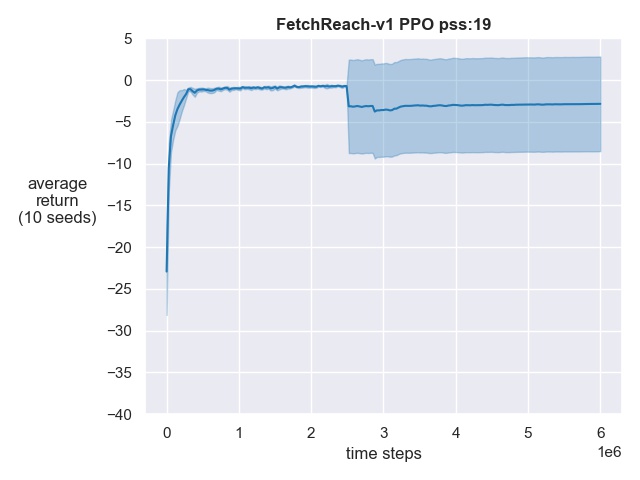 FetchReach-v1 PPO pss:19
5
0
−5
−10
−15
−20
−25
−30
−35
−40
average
return
(10 seeds)
0 1 2 3 4 5 6
1e6
time steps